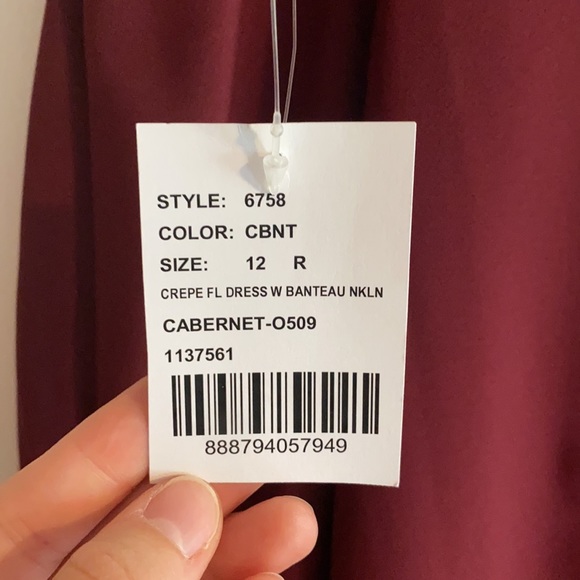 STYLE: 6758
COLOR: CBNT
SIZE: 12 R
CREPE FL DRESS W BANTEAU NKLN
CABERNET-O509
1137561
888794057949